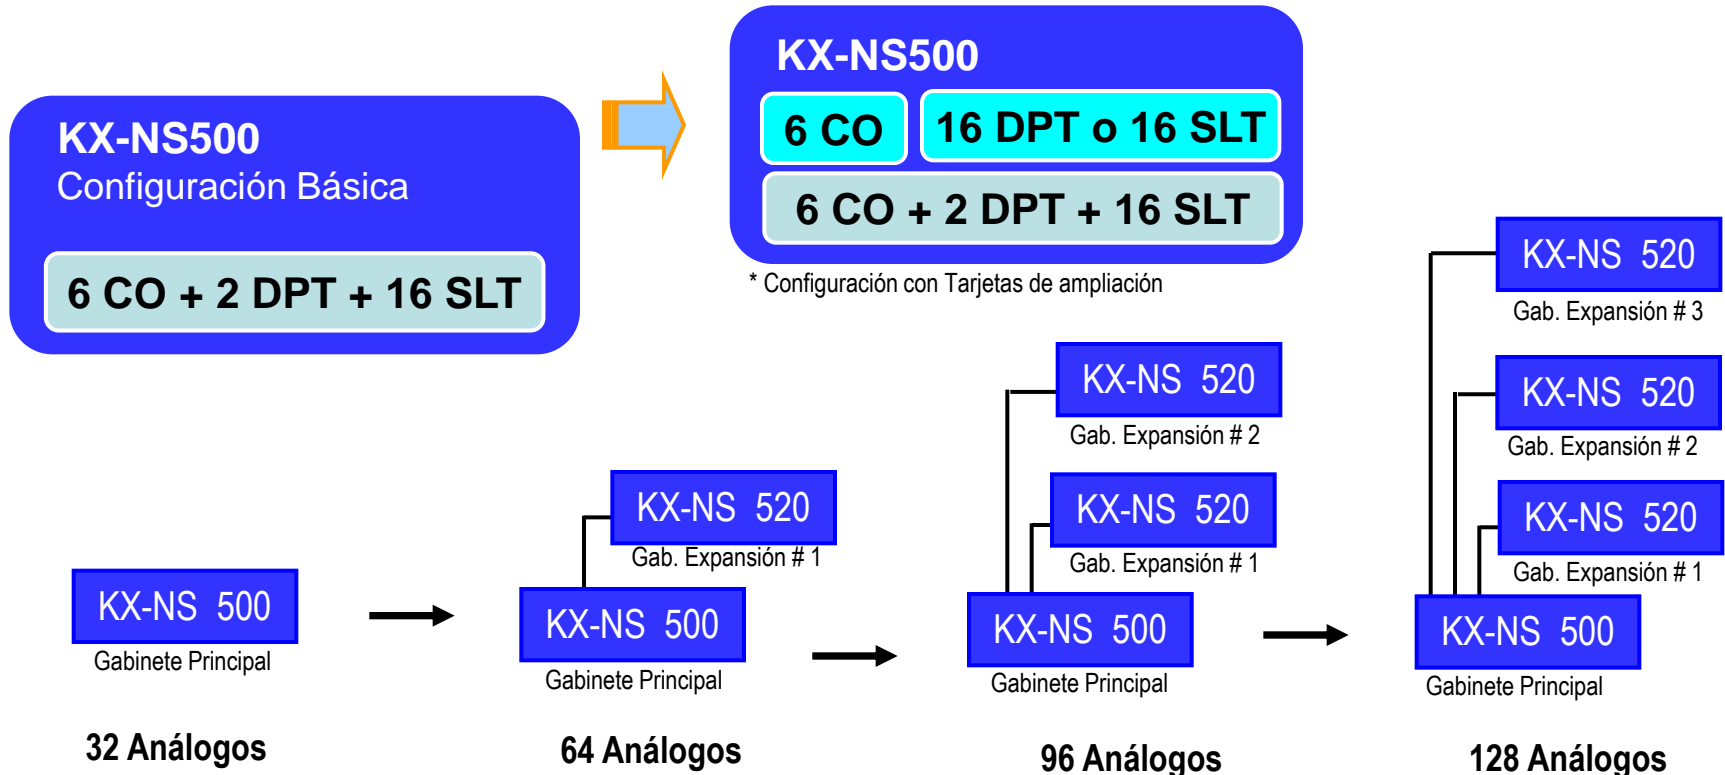 KX-NS500
Configuración Básica
6 CO + 2 DPT + 16 SLT
KX-NS500
6 CO
16 DPT o 16 SLT
6 CO + 2 DPT + 16 SLT
* Configuración con Tarjetas de ampliación
KX-NS 500
Gabinete Principal
32 Análogos
KX-NS 520
Gab. Expansión # 1
KX-NS 500
Gabinete Principal
64 Análogos
KX-NS 520
Gab. Expansión # 2
KX-NS 520
Gab. Expansión # 1
KX-NS 500
Gabinete Principal
96 Análogos
KX-NS 520
Gab. Expansión # 3
KX-NS 520
Gab. Expansión # 2
KX-NS 520
Gab. Expansión # 1
KX-NS 500
Gabinete Principal
128 Análogos